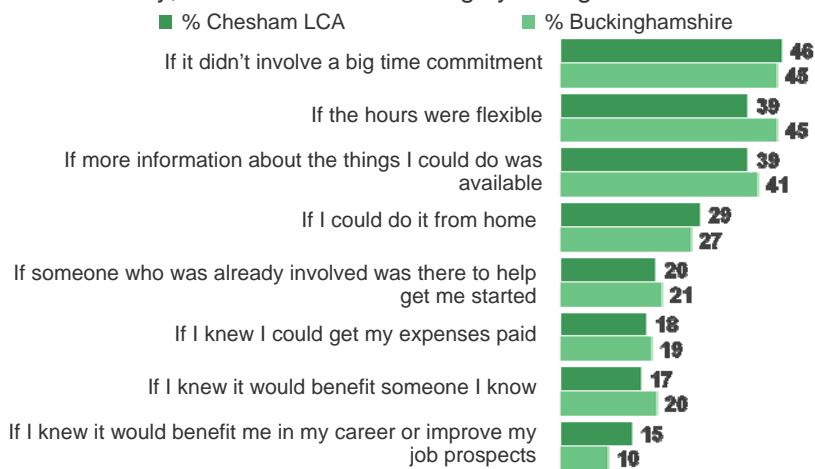 % Chesham LCA % Buckinghamshire
If it didn't involve a big time commitment 46
45
If the hours were flexible 39
45
If more information about the things I could do was
available 39
41
If I could do it from home 29
27
If someone who was already involved was there to help
get me started 20
21
If I knew I could get my expenses paid 18
19
If I knew it would benefit someone I know 17
20
If I knew it would benefit me in my career or improve my
job prospects 15
10